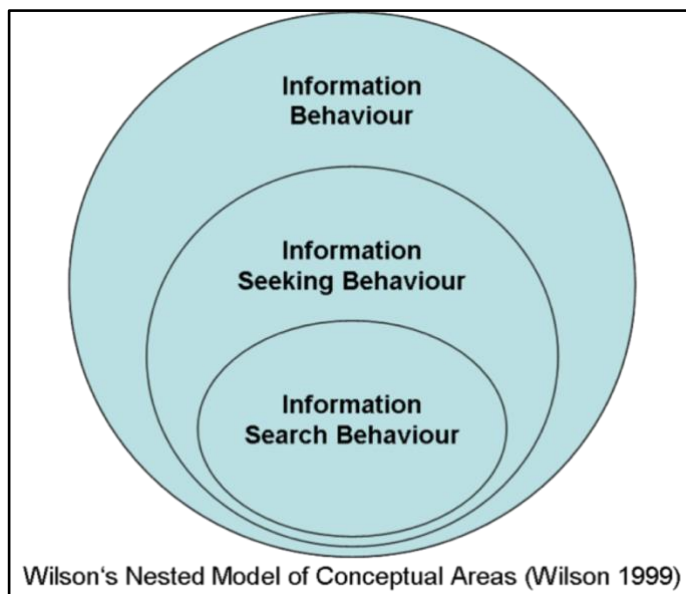 Information
Behaviour
Information
Seeking Behaviour
Information
Search Behaviour
Wilson‘s Nested Model of Conceptual Areas (Wilson 1999)